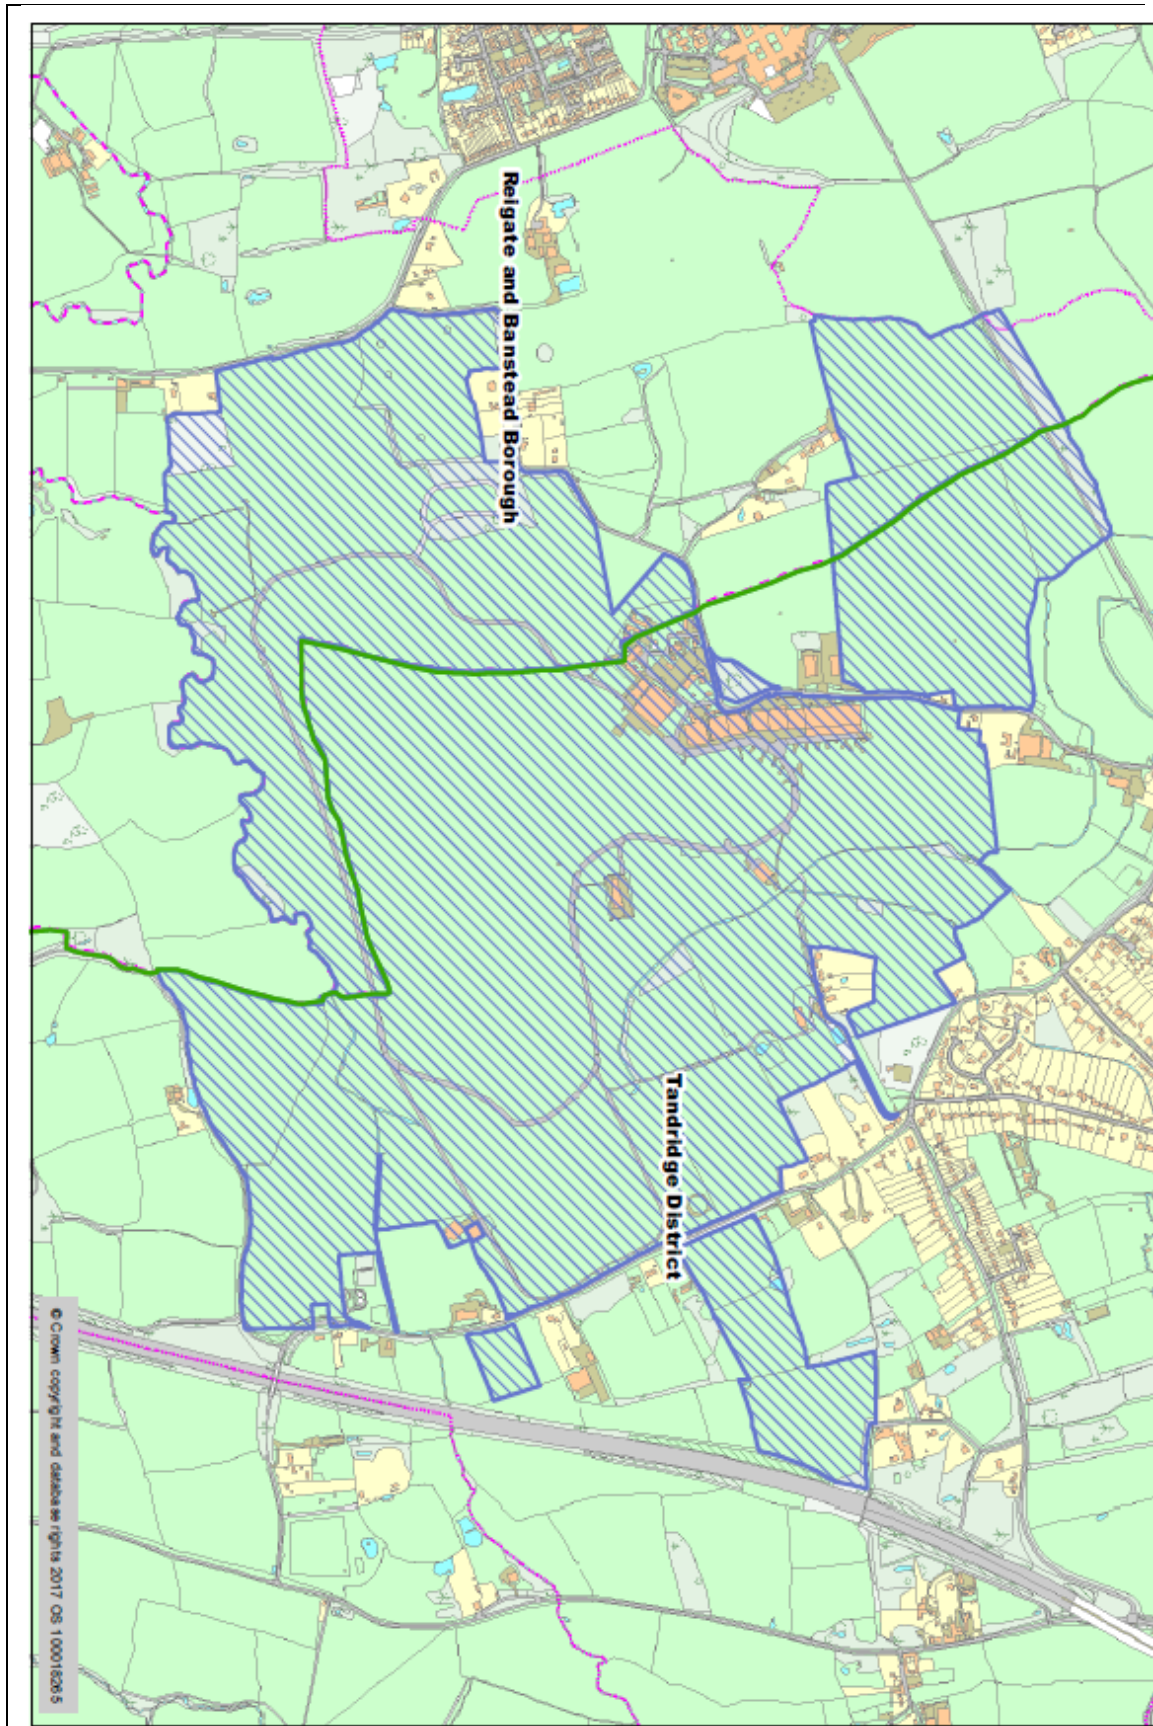 Reigate and Banstead Borough
Tandridge District
© Crown copyright and database rights 2017 OS 100018265